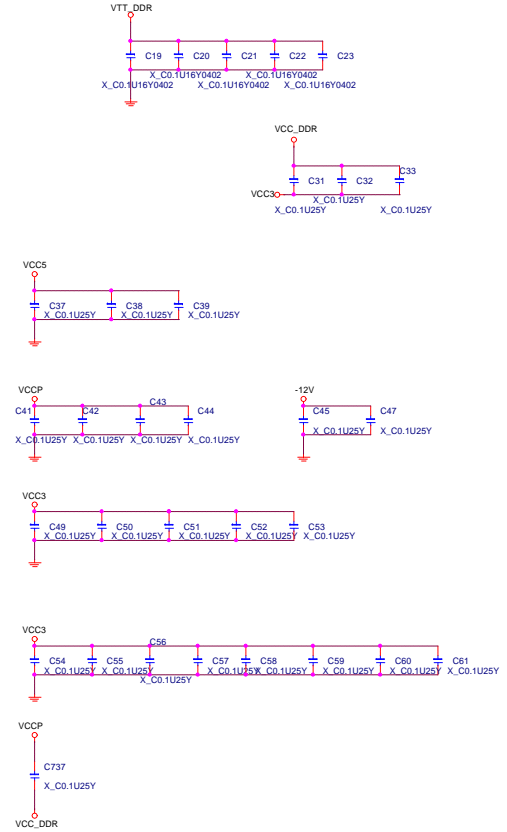 VTT_DDR
C19 C20 C21 C22 C23
X_C0.1U16Y0402 X_C0.1U16Y0402
X_C0.1U16Y0402 X_C0.1U16Y0402 X_C0.1U16Y0402
VCC_DDR
C33
C31 C32
VCC3
X_C0.1U25Y
X_C0.1U25Y X_C0.1U25Y
VCC5
C37 C38 C39
X_C0.1U25Y X_C0.1U25Y X_C0.1U25Y
VCCP -12V
C43
C41 C42 C44 C45 C47
X_C0.1U25Y X_C0.1U25Y
X_C0.1U25Y X_C0.1U25Y X_C0.1U25Y X_C0.1U25Y
VCC3
C49 C50 C51 C52 C53
X_C0.1U25Y X_C0.1U25Y X_C0.1U25Y X_C0.1U25Y X_C0.1U25Y
VCC3
C56
C54 C55 C57 C58 C59 C60 C61
X_C0.1U25Y X_C0.1U25Y X_C0.1U25Y X_C0.1U25Y X_C0.1U25Y X_C0.1U25Y X_C0.1U25Y
X_C0.1U25Y
VCCP
C737
X_C0.1U25Y
VCC_DDR